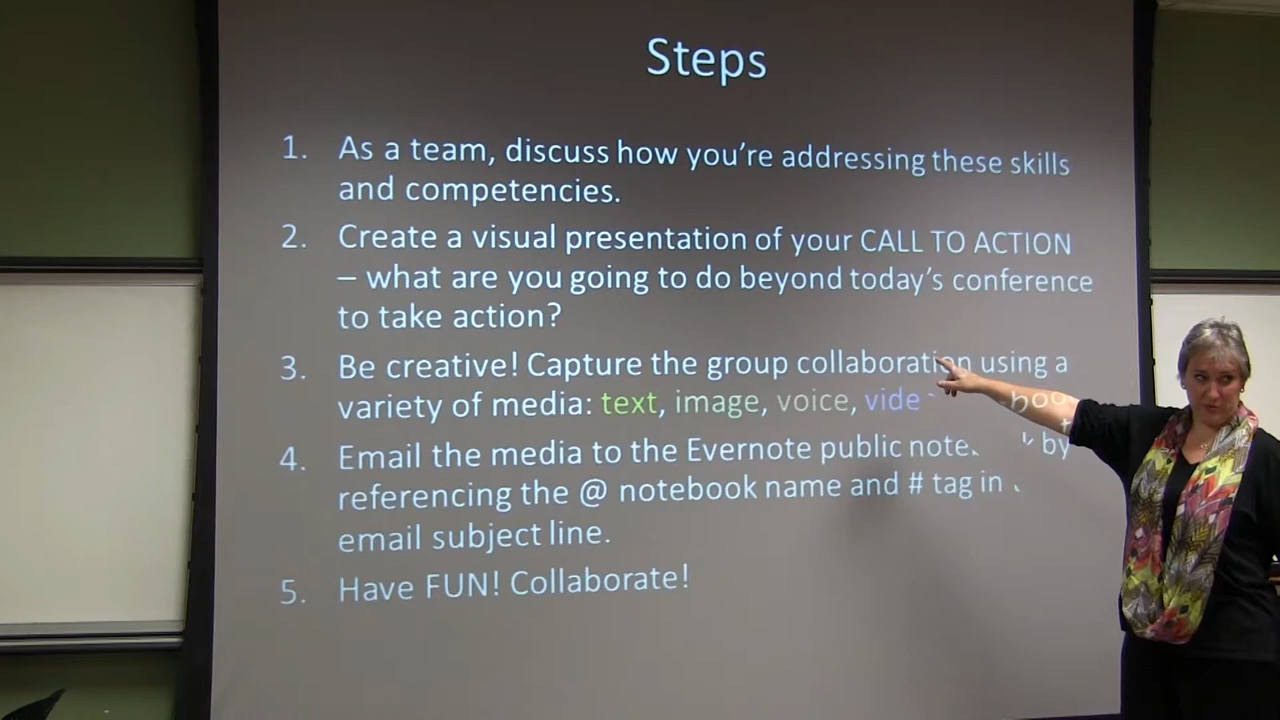 Steps
1. As a team, discuss how you're addressing these skills
and competencies.
2. Create a visual presentation of your CALL TO ACTION
– what are you going to do beyond today's conference
to take action?
3. Be creative! Capture the group collaboration using a
variety of media: text, image, voice,
4. Email the media to the Evernote public by
referencing the @ notebook name and # tag in
email subject line.
5. Have FUN! Collaborate!